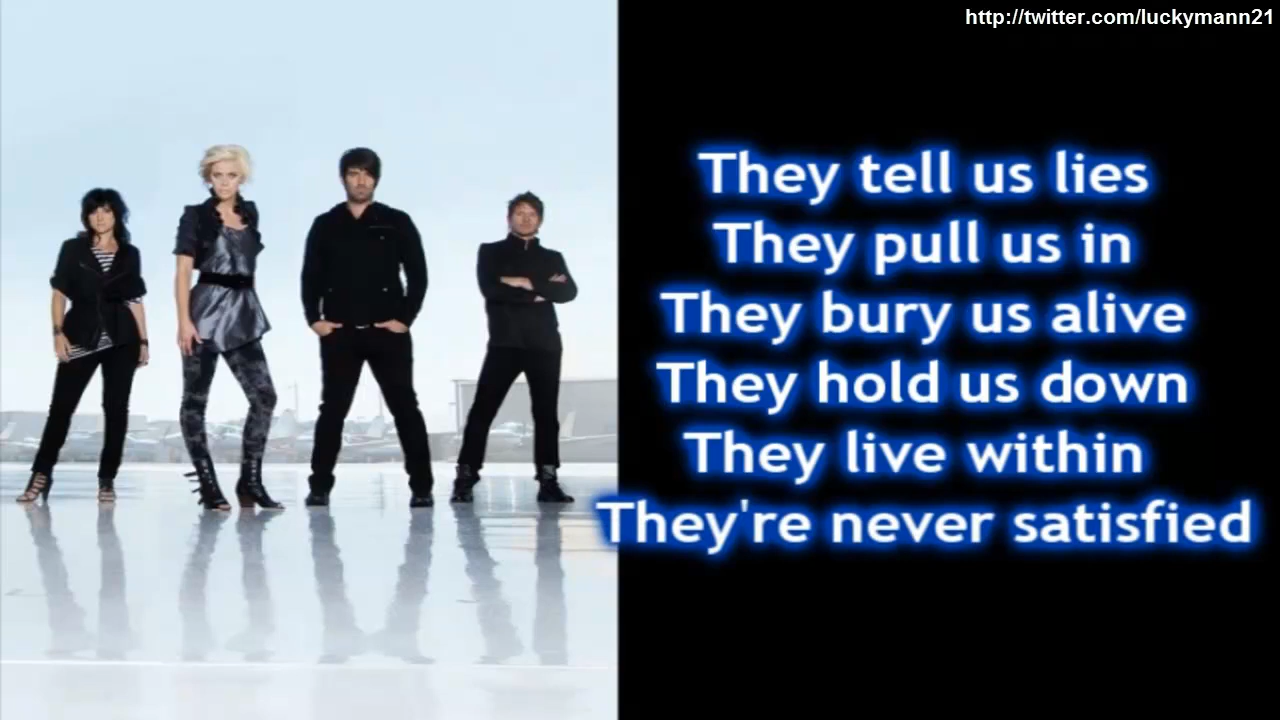 http://twitter.com/luckymann21
They tell us lies
They pull us in
They bury us alive
They hold us down
They live within
They're never satisfied